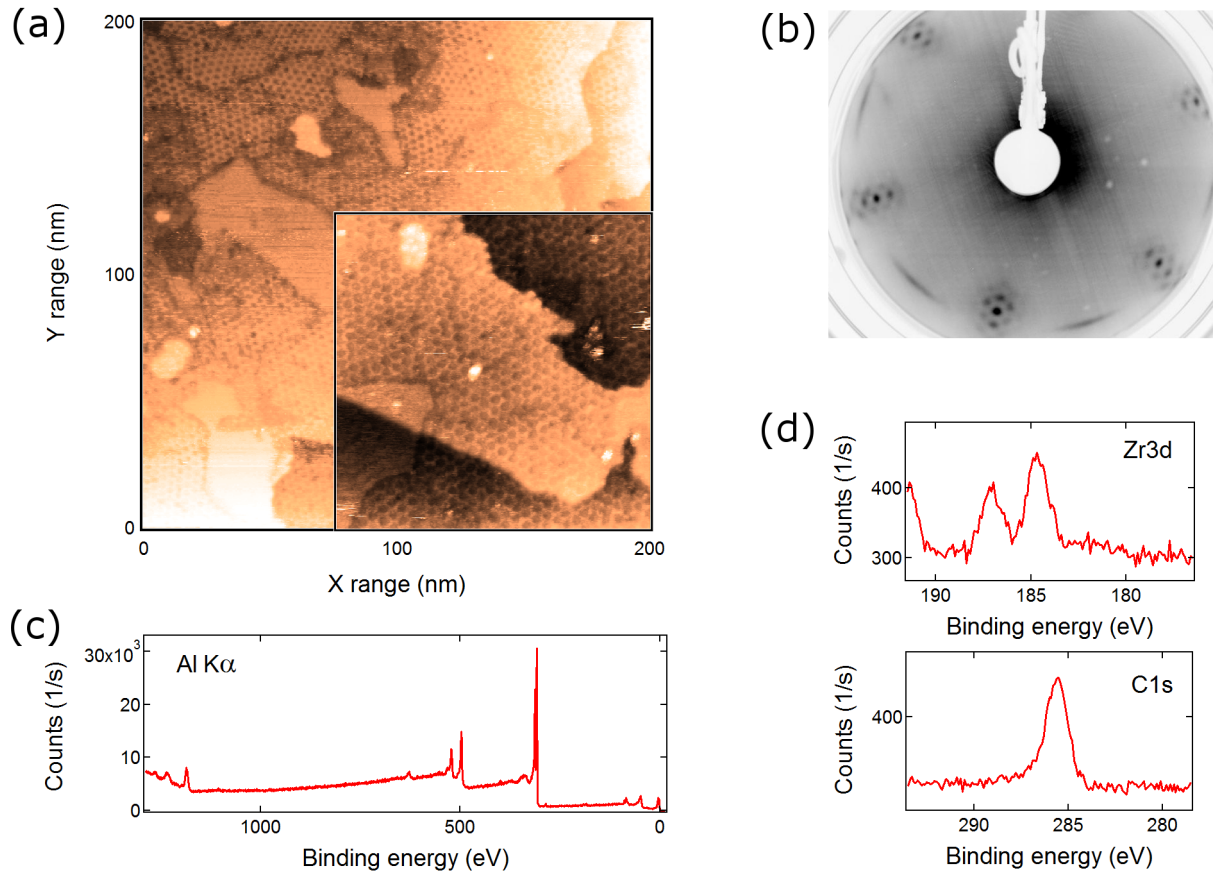 (a)
200
100
0
Y range (nm)
0
100
200
X range (nm)
(b)
(c)
Al Kα
30x10³
20
10
0
Counts (1/s)
1000
500
0
Binding energy (eV)
(d)
Zr3d
400
300
Counts (1/s)
190
185
180
Binding energy (eV)
C1s
400
Counts (1/s)
290
285
280
Binding energy (eV)